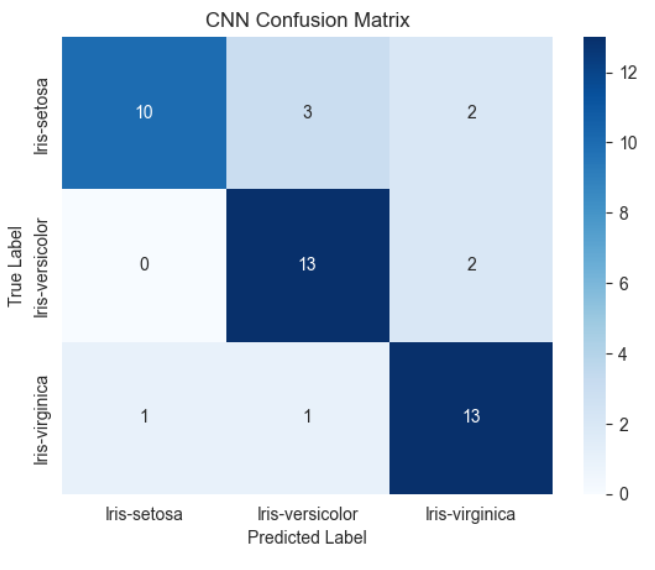 CNN Confusion Matrix
Iris-setosa
10 3 2
True Label
Iris-versicolor
0 13 2
Iris-virginica
1 1 13
Iris-setosa Iris-versicolor Iris-virginica
Predicted Label
12
10
8
6
4
2
0